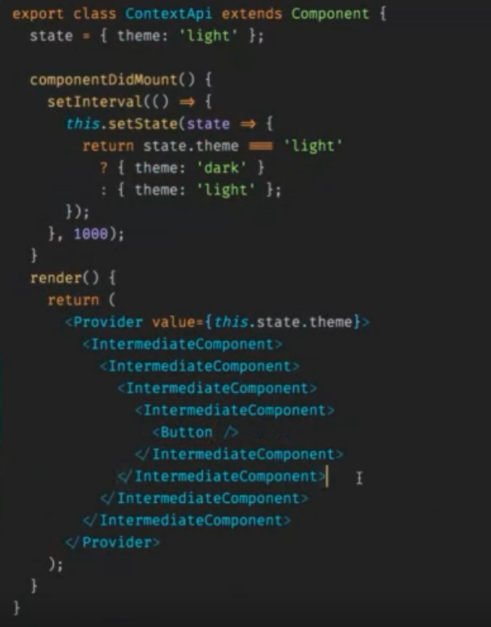 export class ContextApi extends Component {
  state = { theme: 'light' };

  componentDidMount() {
    setInterval(() => {
      this.setState(state => {
        return state.theme === 'light'
          ? { theme: 'dark' }
          : { theme: 'light' };
      });
    }, 1000);
  }
  render() {
    return (
      <Provider value={this.state.theme}>
        <IntermediateComponent>
          <IntermediateComponent>
            <IntermediateComponent>
              <IntermediateComponent>
                <Button />
              </IntermediateComponent>
            </IntermediateComponent>
          </IntermediateComponent>
        </IntermediateComponent>
      </Provider>
    );
  }
}